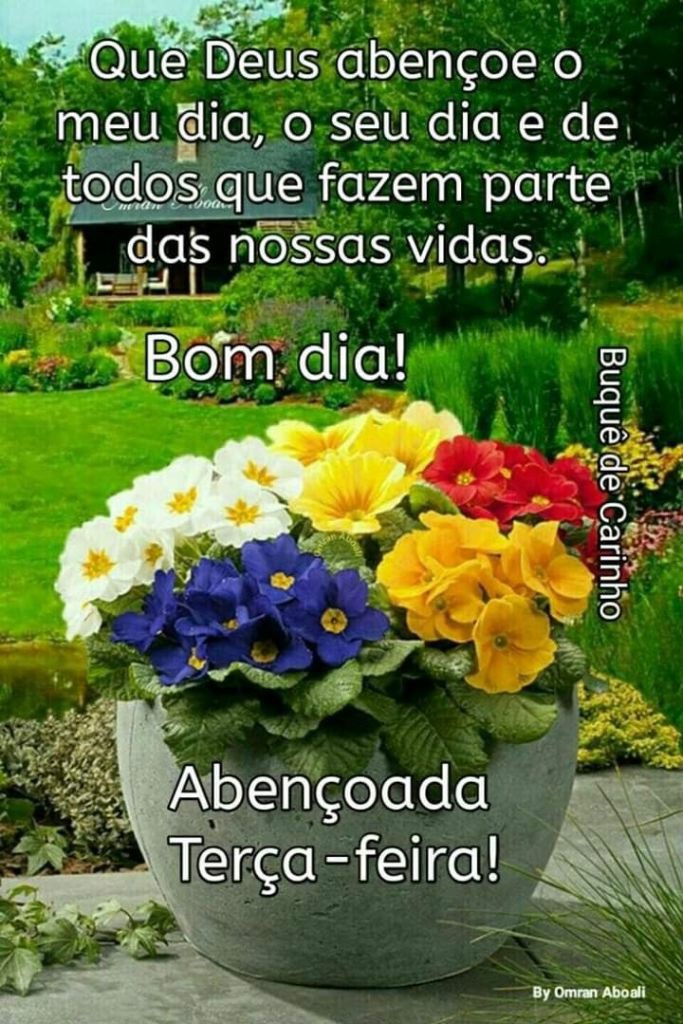 Que Deus abençoe o
meu dia, o seu dia e de
todos que fazem parte
das nossas vidas.
Bom dia!
Buquê de Carinho
Abençoada
Terça-feira!
By Omran Aboali